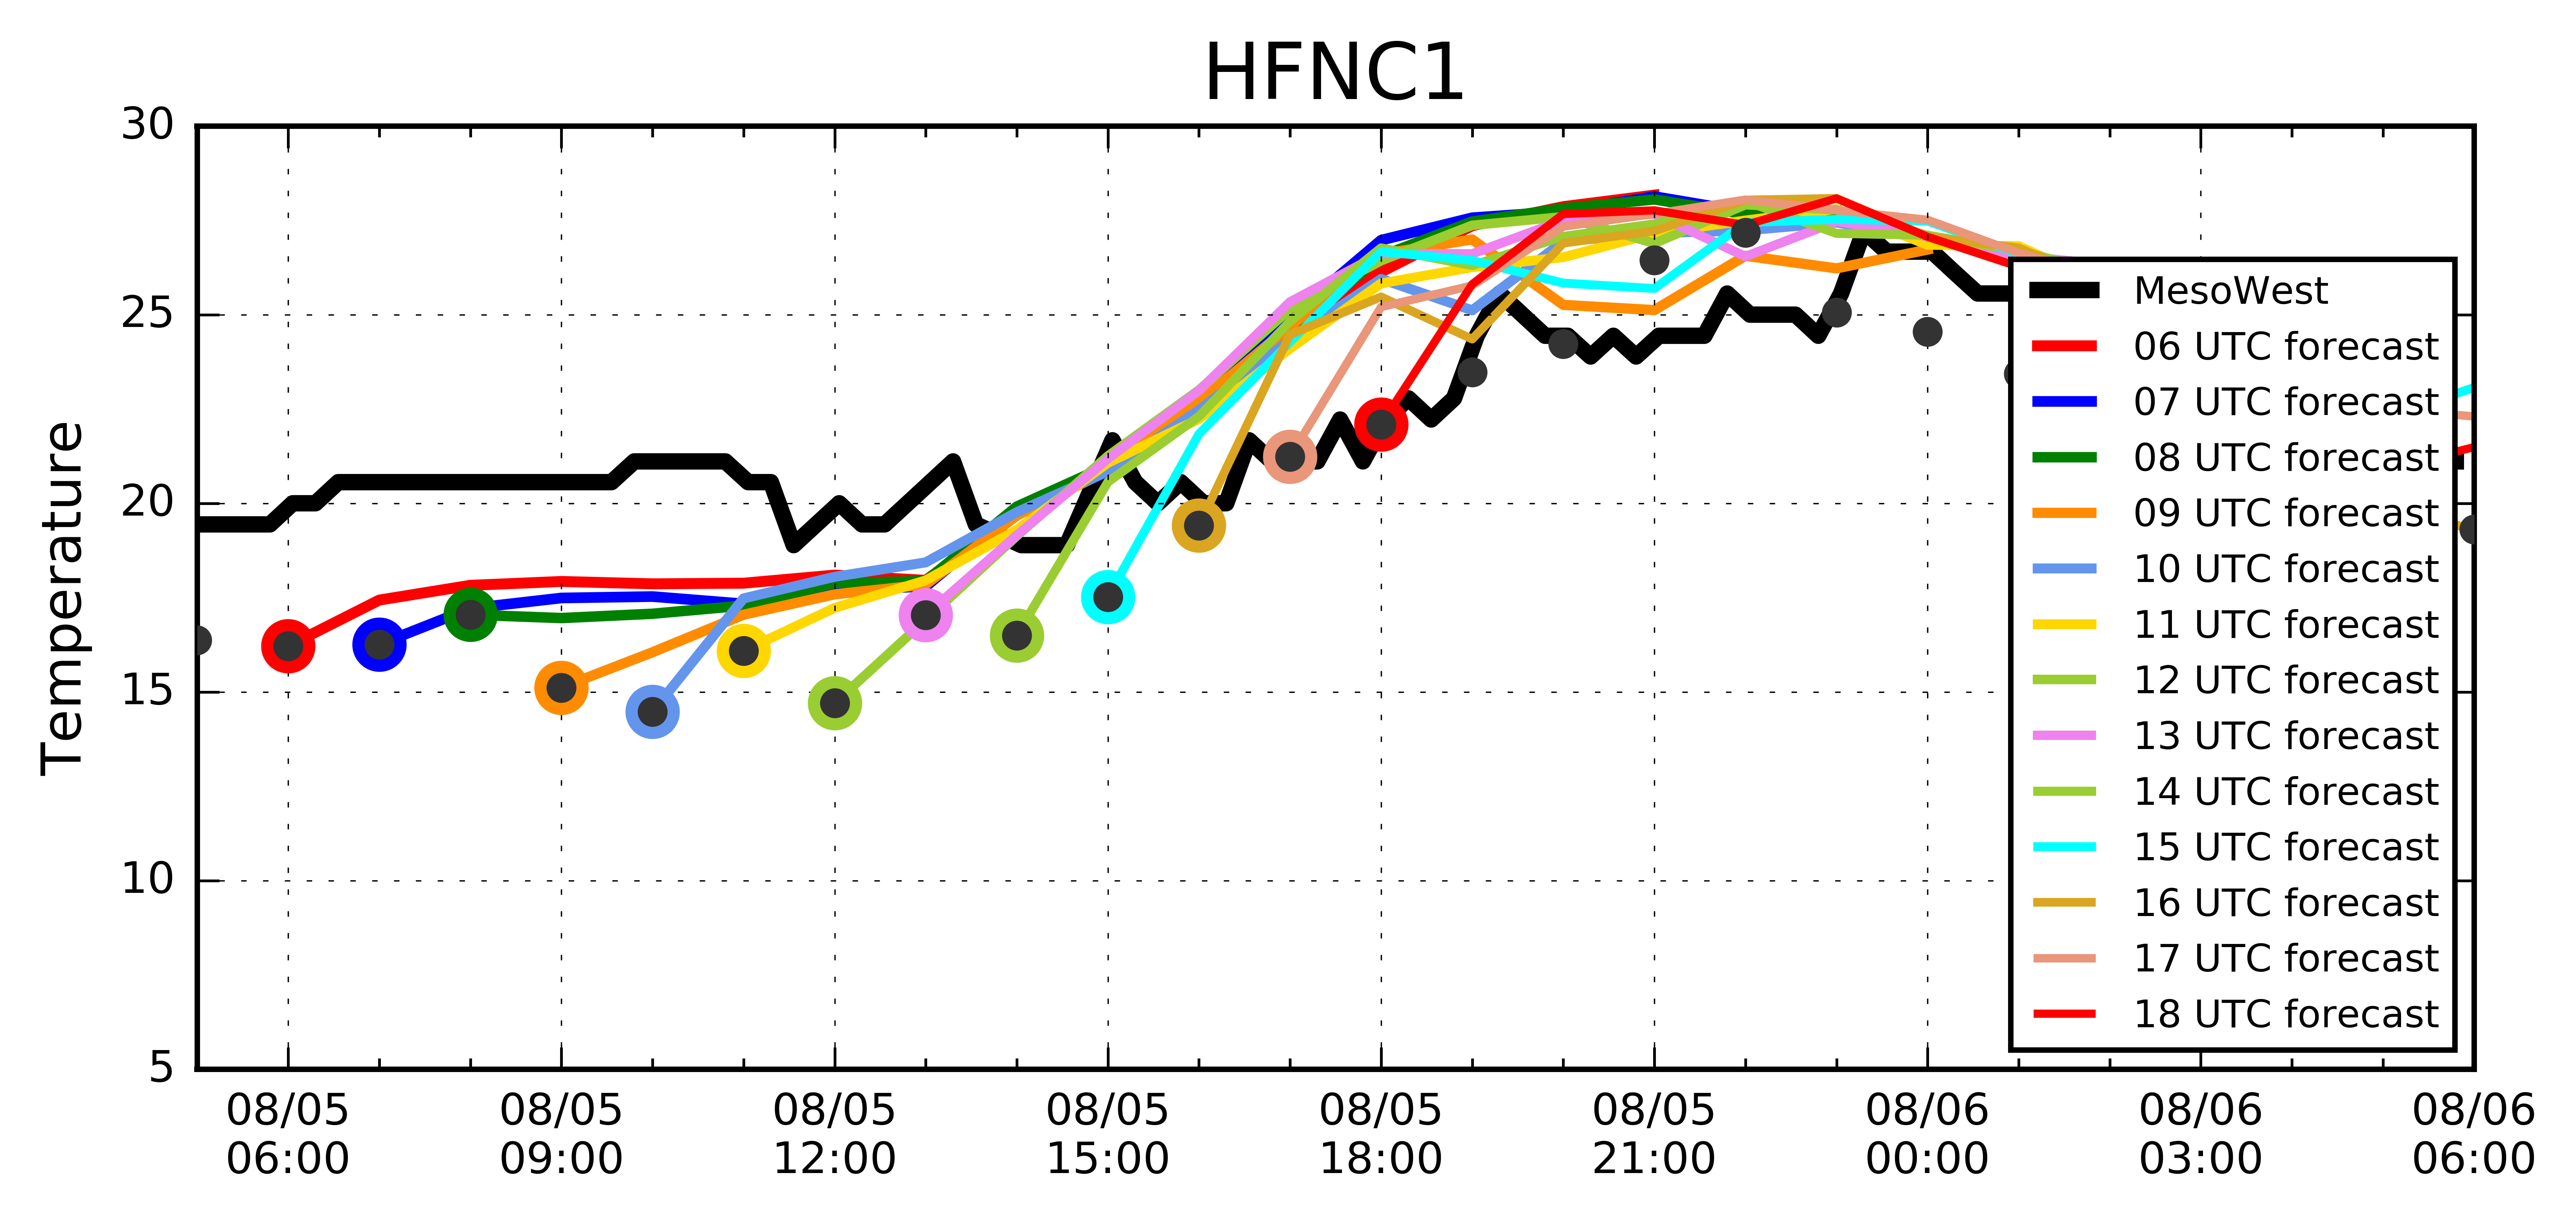 HFNC1
Temperature
30
25
20
15
10
5
MesoWest
06 UTC forecast
07 UTC forecast
08 UTC forecast
09 UTC forecast
10 UTC forecast
11 UTC forecast
12 UTC forecast
13 UTC forecast
14 UTC forecast
15 UTC forecast
16 UTC forecast
17 UTC forecast
18 UTC forecast
08/05 08/05 08/05 08/05 08/05 08/05 08/06 08/06 08/06
06:00 09:00 12:00 15:00 18:00 21:00 00:00 03:00 06:00